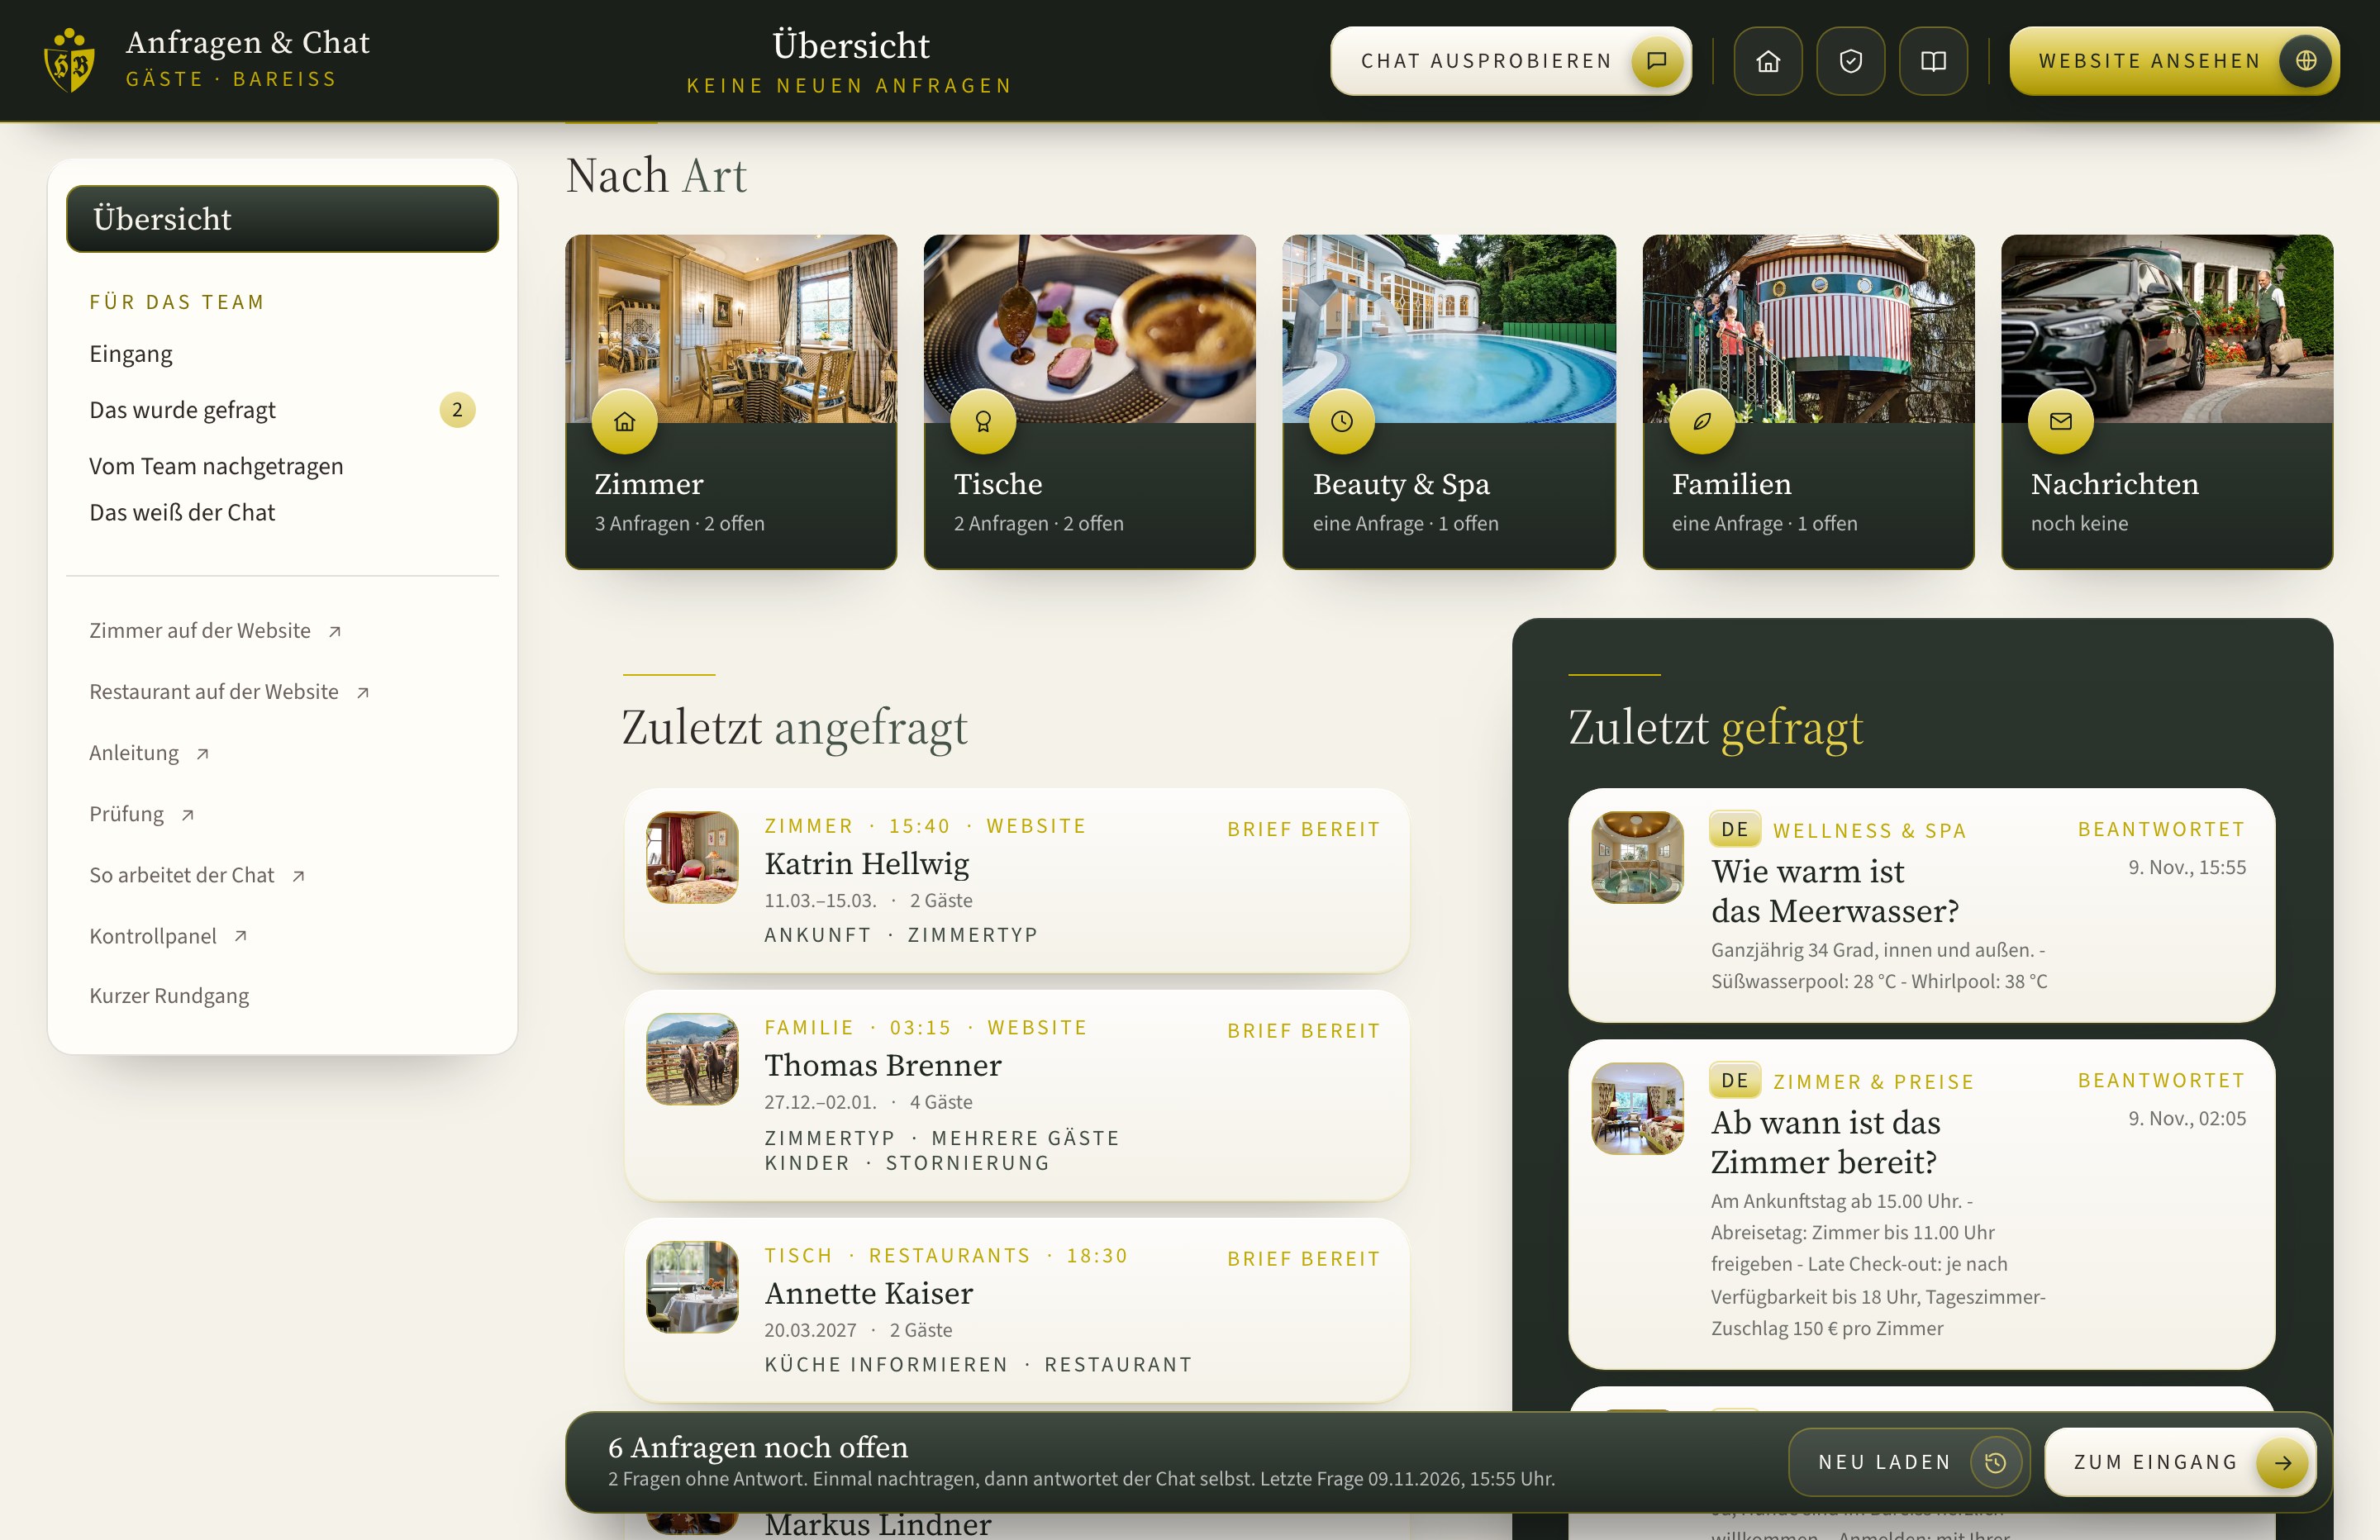 Anfragen & Chat
GÄSTE · BAREISS
Übersicht
KEINE NEUEN ANFRAGEN
CHAT AUSPROBIEREN
WEBSITE ANSEHEN
Übersicht
FÜR DAS TEAM
Eingang
Das wurde gefragt 2
Vom Team nachgetragen
Das weiß der Chat
Zimmer auf der Website
Restaurant auf der Website
Anleitung
Prüfung
So arbeitet der Chat
Kontrollpanel
Kurzer Rundgang
Nach Art
Zimmer
3 Anfragen · 2 offen
Tische
2 Anfragen · 2 offen
Beauty & Spa
eine Anfrage · 1 offen
Familien
eine Anfrage · 1 offen
Nachrichten
noch keine
Zuletzt angefragt
ZIMMER · 15:40 · WEBSITE
BRIEF BEREIT
Katrin Hellwig
11.03.–15.03. · 2 Gäste
ANKUNFT · ZIMMERTYP
FAMILIE · 03:15 · WEBSITE
BRIEF BEREIT
Thomas Brenner
27.12.–02.01. · 4 Gäste
ZIMMERTYP · MEHRERE GÄSTE
KINDER · STORNIERUNG
TISCH · RESTAURANTS · 18:30
BRIEF BEREIT
Annette Kaiser
20.03.2027 · 2 Gäste
KÜCHE INFORMIEREN · RESTAURANT
Markus Lindner
Zuletzt gefragt
DE WELLNESS & SPA
BEANTWORTET
9. Nov., 15:55
Wie warm ist
das Meerwasser?
Ganzjährig 34 Grad, innen und außen. -
Süßwasserpool: 28 °C - Whirlpool: 38 °C
DE ZIMMER & PREISE
BEANTWORTET
9. Nov., 02:05
Ab wann ist das
Zimmer bereit?
Am Ankunftstag ab 15.00 Uhr. -
Abreisetag: Zimmer bis 11.00 Uhr
freigeben - Late Check-out: je nach
Verfügbarkeit bis 18 Uhr, Tageszimmer-
Zuschlag 150 € pro Zimmer
6 Anfragen noch offen
2 Fragen ohne Antwort. Einmal nachtragen, dann antwortet der Chat selbst. Letzte Frage 09.11.2026, 15:55 Uhr.
NEU LADEN
ZUM EINGANG